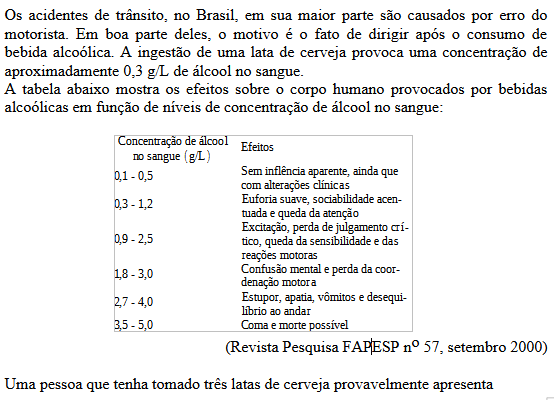 Os acidentes de trânsito, no Brasil, em sua maior parte são causados por erro do
motorista. Em boa parte deles, o motivo é o fato de dirigir após o consumo de
bebida alcoólica. A ingestão de uma lata de cerveja provoca uma concentração de
aproximadamente 0,3 g/L de álcool no sangue.
A tabela abaixo mostra os efeitos sobre o corpo humano provocados por bebidas
alcoólicas em função de níveis de concentração de álcool no sangue:
Concentração de álcool
no sangue (g/L)
Efeitos
0,1 - 0,5
Sem inflência aparente, ainda que
com alterações clínicas
0,3 - 1,2
Euforia suave, sociabilidade acen-
tuada e queda da atenção
0,9 - 2,5
Excitação, perda de julgamento crí-
tico, queda da sensibilidade e das
reações motoras
1,8 - 3,0
Confusão mental e perda da coor-
denação motora
2,7 - 4,0
Estupor, apatia, vômitos e desequi-
líbrio ao andar
3,5 - 5,0
Coma e morte possível
(Revista Pesquisa FAPESP nº 57, setembro 2000)
Uma pessoa que tenha tomado três latas de cerveja provavelmente apresenta